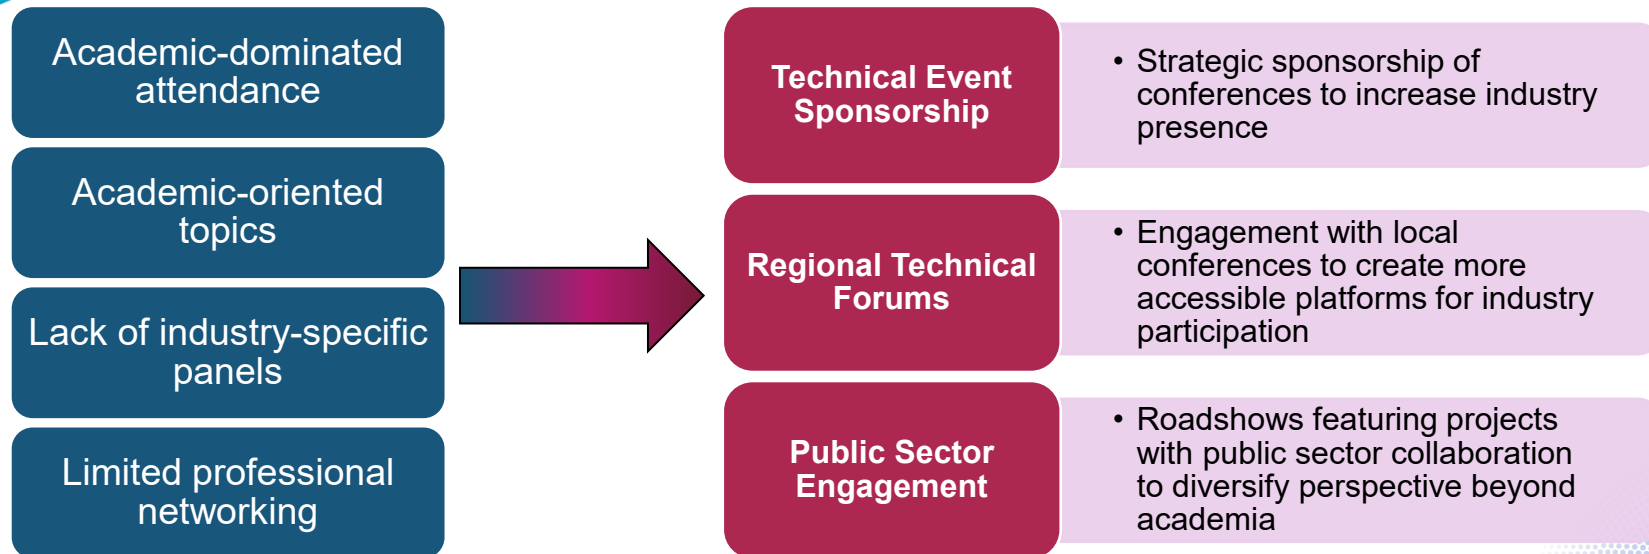 Academic-dominated
attendance
Academic-oriented
topics
Lack of industry-specific
panels
Limited professional
networking
Technical Event
Sponsorship
• Strategic sponsorship of
conferences to increase industry
presence
Regional Technical
Forums
• Engagement with local
conferences to create more
accessible platforms for industry
participation
Public Sector
Engagement
• Roadshows featuring projects
with public sector collaboration
to diversify perspective beyond
academia